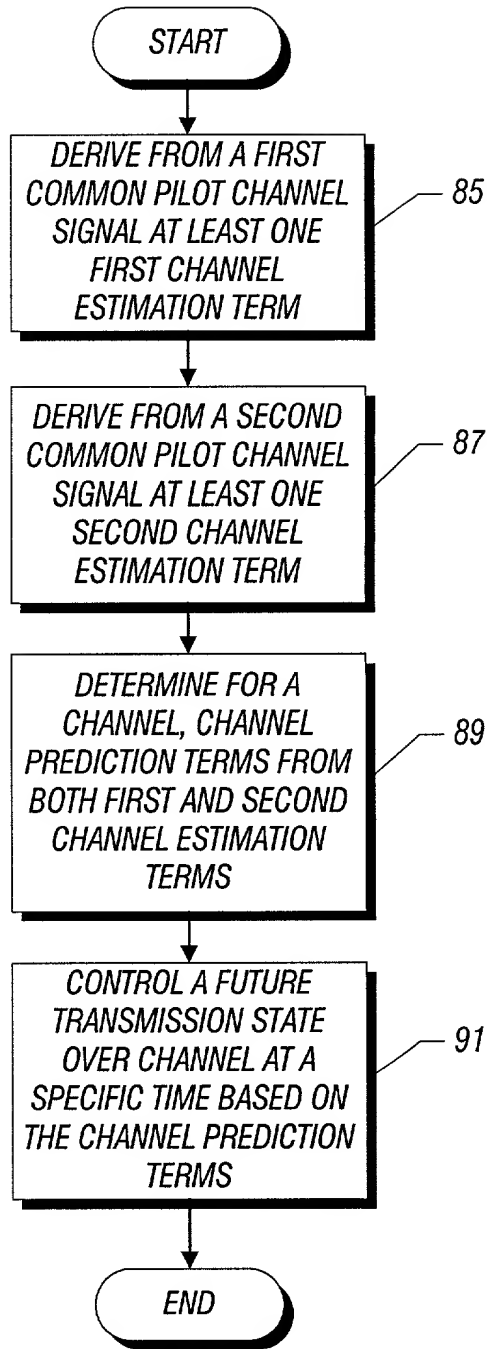 START
DERIVE FROM A FIRST
COMMON PILOT CHANNEL
SIGNAL AT LEAST ONE
FIRST CHANNEL
ESTIMATION TERM
85
DERIVE FROM A SECOND
COMMON PILOT CHANNEL
SIGNAL AT LEAST ONE
SECOND CHANNEL
ESTIMATION TERM
87
DETERMINE FOR A
CHANNEL, CHANNEL
PREDICTION TERMS FROM
BOTH FIRST AND SECOND
CHANNEL ESTIMATION
TERMS
89
CONTROL A FUTURE
TRANSMISSION STATE
OVER CHANNEL AT A
SPECIFIC TIME BASED ON
THE CHANNEL PREDICTION
TERMS
91
END